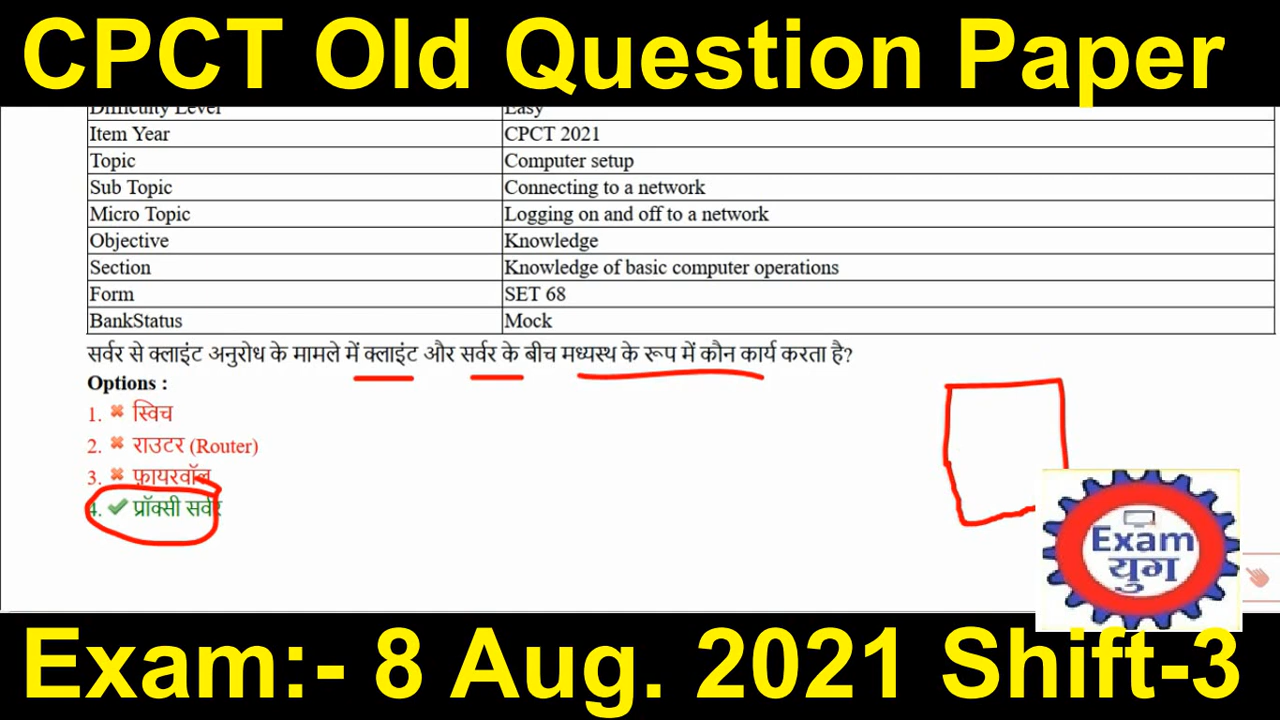 CPCT Old Question Paper
Difficulty Level Easy
Item Year CPCT 2021
Topic Computer setup
Sub Topic Connecting to a network
Micro Topic Logging on and off to a network
Objective Knowledge
Section Knowledge of basic computer operations
Form SET 68
BankStatus Mock
सर्वर से क्लाइंट अनुरोध के मामले में क्लाइंट और सर्वर के बीच मध्यस्थ के रूप में कौन कार्य करता है?
Options :
1. स्विच
2. राउटर (Router)
3. फ़ायरवॉल
4. प्रॉक्सी सर्वर
Exam
युग
Exam:- 8 Aug. 2021 Shift-3